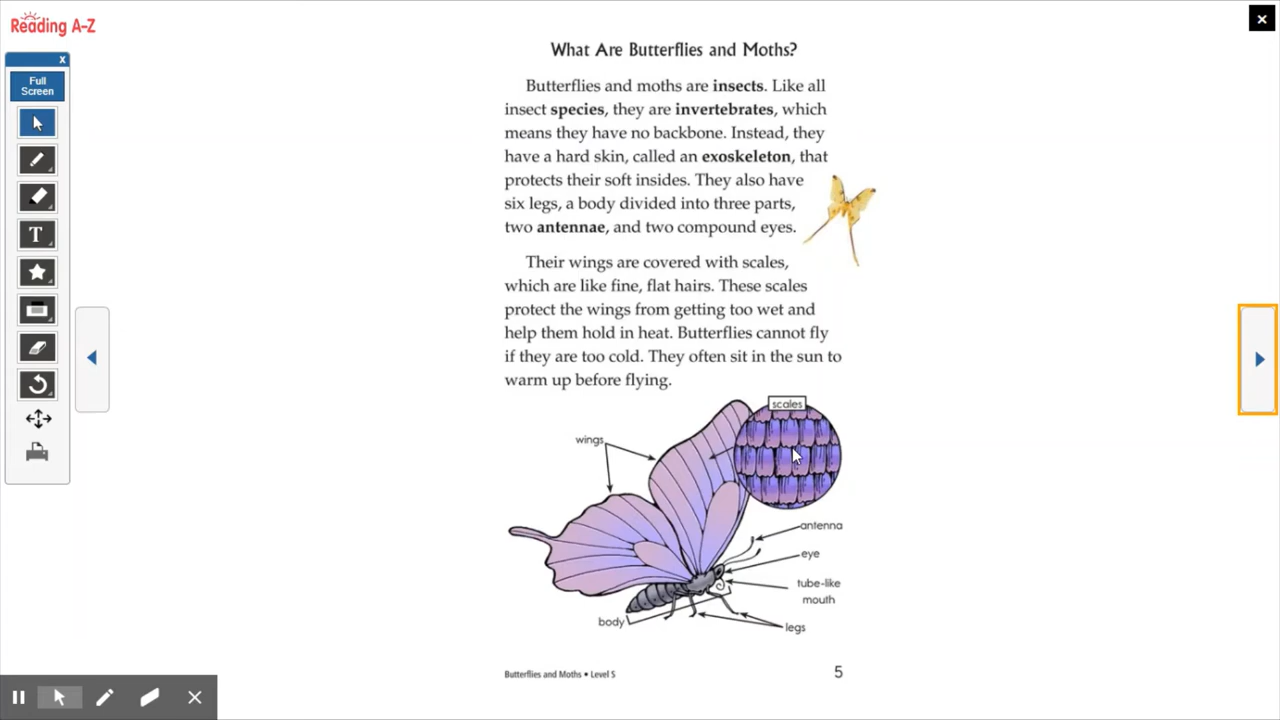 Reading A-Z
x
Full
Screen
T
What Are Butterflies and Moths?
Butterflies and moths are insects. Like all
insect species, they are invertebrates, which
means they have no backbone. Instead, they
have a hard skin, called an exoskeleton, that
protects their soft insides. They also have
six legs, a body divided into three parts,
two antennae, and two compound eyes.
Their wings are covered with scales,
which are like fine, flat hairs. These scales
protect the wings from getting too wet and
help them hold in heat. Butterflies cannot fly
if they are too cold. They often sit in the sun to
warm up before flying.
scales
wings
antenna
eye
tube-like
mouth
body
legs
Butterflies and Moths • Level S
5